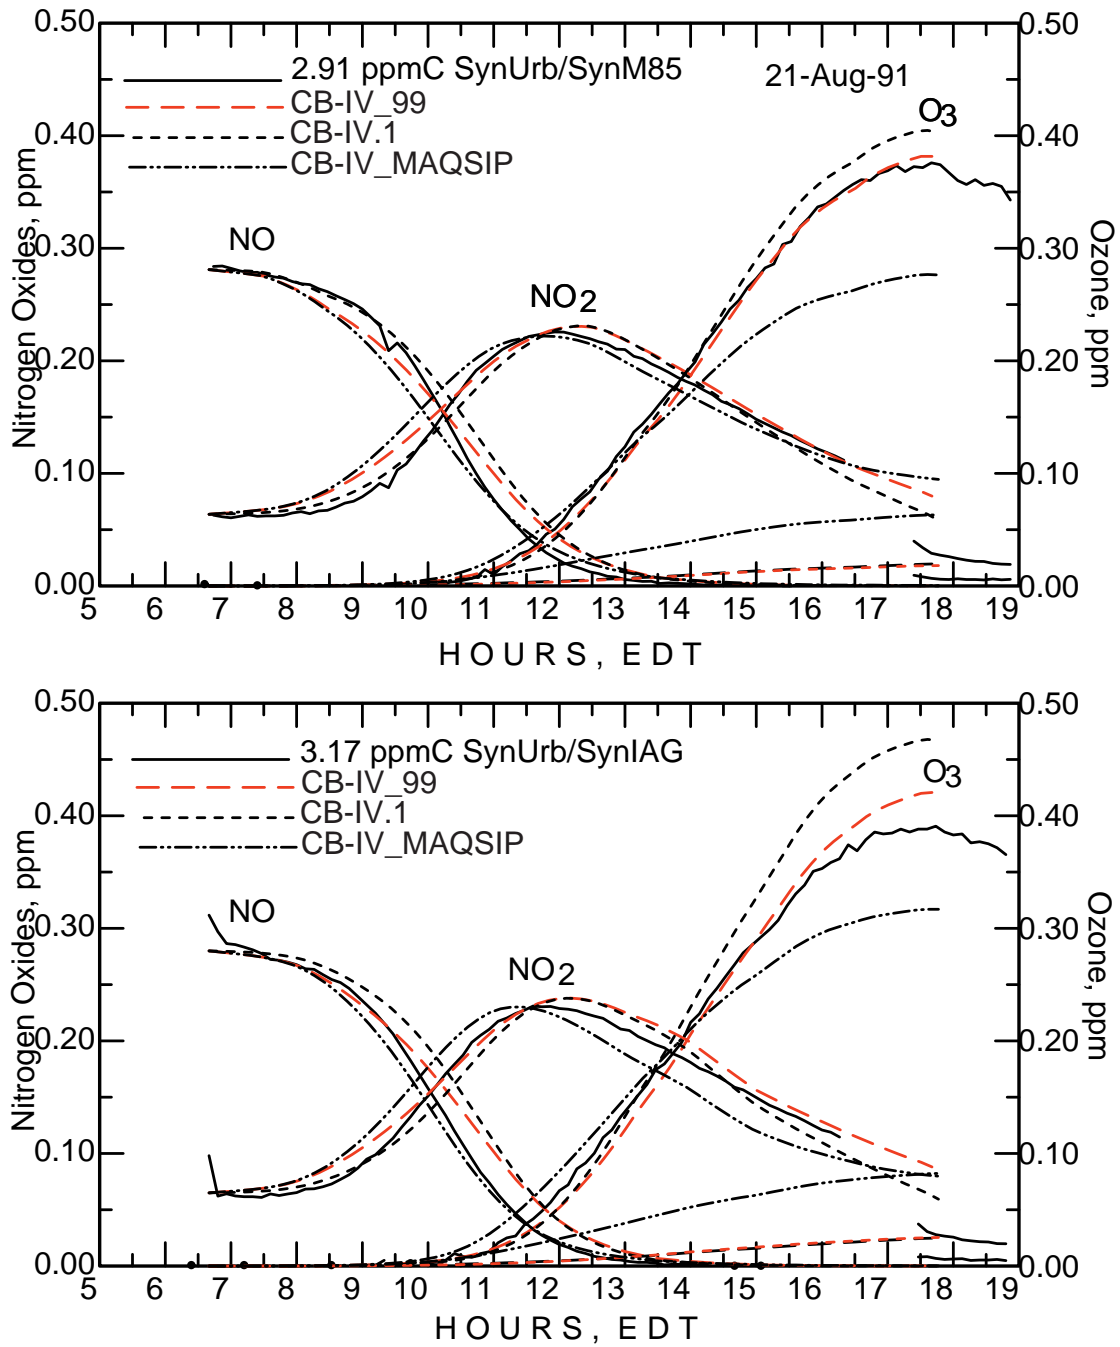 0.50
0.50
2.91 ppmC SynUrb/SynM85
21-Aug-91
CB-IV_99
CB-IV.1
CB-IV_MAQSIP
O3
0.40
0.40
NO
0.30
0.30
NO2
0.20
0.20
0.10
0.10
0.00
0.00
Nitrogen Oxides, ppm
Ozone, ppm
5 6 7 8 9 10 11 12 13 14 15 16 17 18 19
HOURS, EDT
0.50
0.50
3.17 ppmC SynUrb/SynIAG
CB-IV_99
CB-IV.1
CB-IV_MAQSIP
O3
0.40
0.40
NO
0.30
0.30
NO2
0.20
0.20
0.10
0.10
0.00
0.00
Nitrogen Oxides, ppm
Ozone, ppm
5 6 7 8 9 10 11 12 13 14 15 16 17 18 19
HOURS, EDT